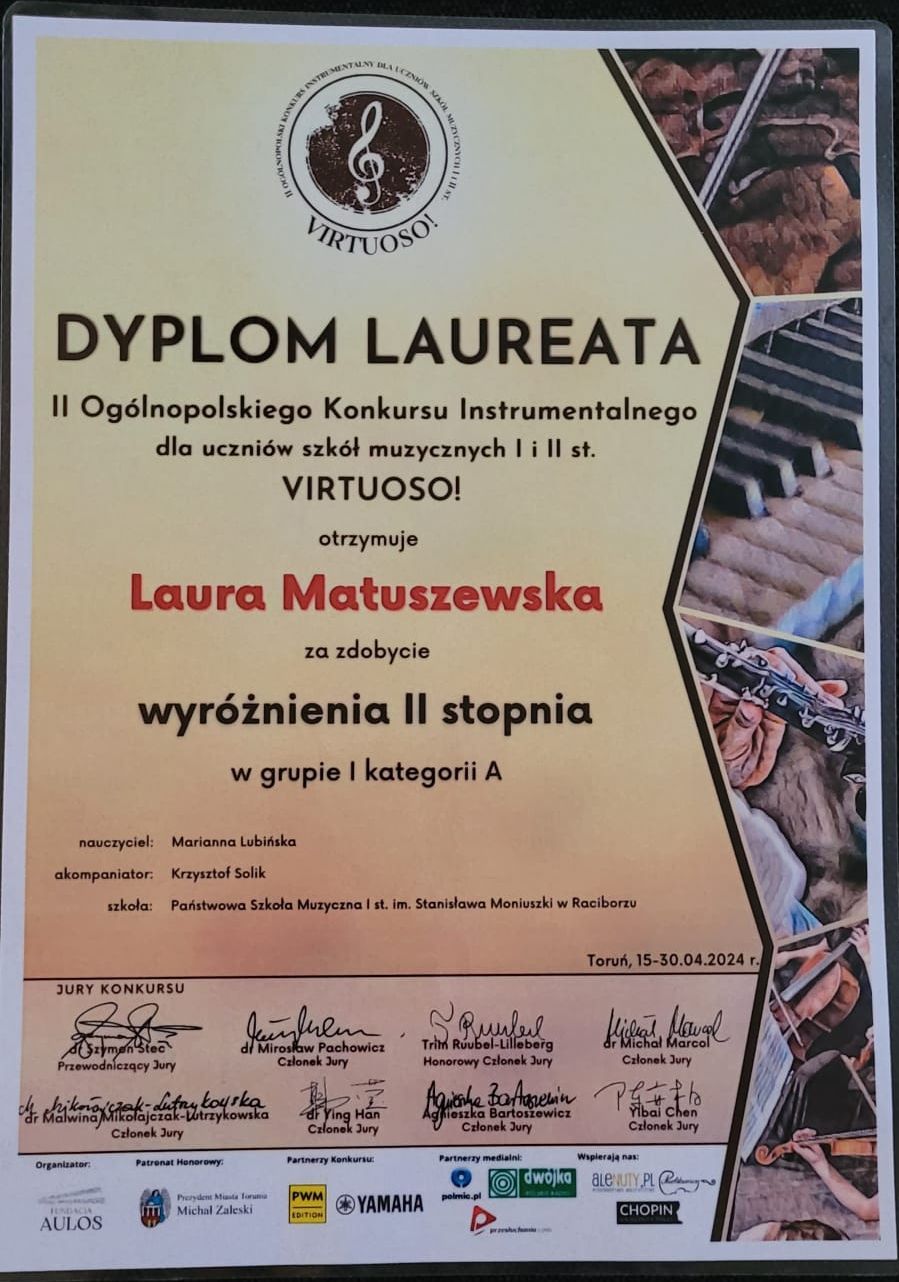 II OGÓLNOPOLSKI KONKURS INSTRUMENTALNY DLA UCZNIÓW SZKÓŁ MUZYCZNYCH I I II ST.
VIRTUOSO!
DYPLOM LAUREATA
II Ogólnopolskiego Konkursu Instrumentalnego
dla uczniów szkół muzycznych I i II st.
VIRTUOSO!
otrzymuje
Laura Matuszewska
za zdobycie
wyróżnienia II stopnia
w grupie I kategorii A
nauczyciel: Marianna Lubińska
akompaniator: Krzysztof Solik
szkoła: Państwowa Szkoła Muzyczna I st. im. Stanisława Moniuszki w Raciborzu
Toruń, 15-30.04.2024 r.
JURY KONKURSU
dr Szymon Stec dr Mirosław Pachowicz Triin Ruubel-Lilleberg dr Michał Marcol
Przewodniczący Jury Członek Jury Honorowy Członek Jury Członek Jury
dr Malwina Mikołajczak-Lutrzykowska dr Ying Han Agnieszka Bartoszewicz Yibai Chen
Członek Jury Członek Jury Członek Jury Członek Jury
Organizator: Patronat Honorowy: Partnerzy Konkursu: Partnerzy medialni: Wspierają nas:
FUNDACJA
AULOS
Prezydent Miasta Torunia
Michał Zaleski
PWM
EDITION
YAMAHA
polmic.pl
dwójka
POLSKIE RADIO
przesluchania.com
aleNUTY.PL
CHOPIN